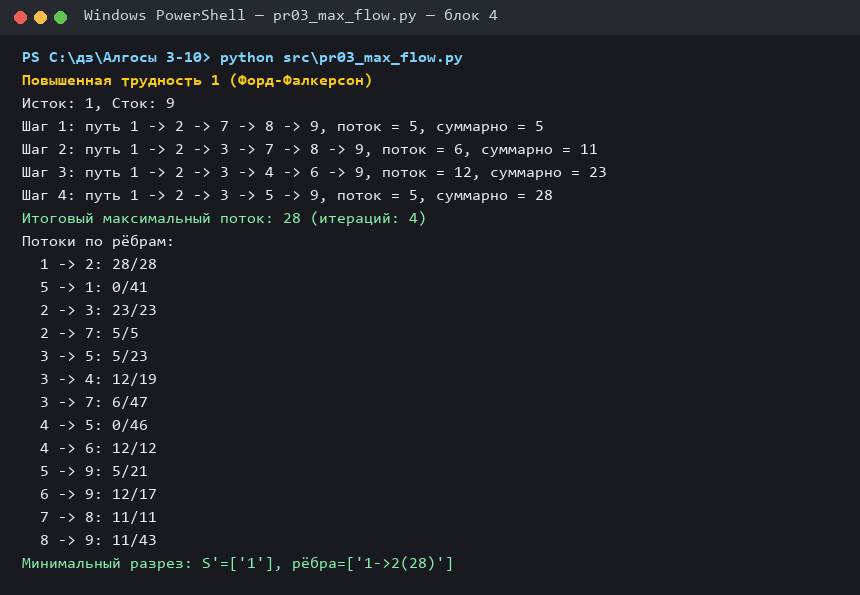 Windows PowerShell — pr03_max_flow.py — блок 4
PS C:\дз\Алгосы 3-10> python src\pr03_max_flow.py
Повышенная трудность 1 (Форд-Фалкерсон)
Исток: 1, Сток: 9
Шаг 1: путь 1 -> 2 -> 7 -> 8 -> 9, поток = 5, суммарно = 5
Шаг 2: путь 1 -> 2 -> 3 -> 7 -> 8 -> 9, поток = 6, суммарно = 11
Шаг 3: путь 1 -> 2 -> 3 -> 4 -> 6 -> 9, поток = 12, суммарно = 23
Шаг 4: путь 1 -> 2 -> 3 -> 5 -> 9, поток = 5, суммарно = 28
Итоговый максимальный поток: 28 (итераций: 4)
Потоки по рёбрам:
1 -> 2: 28/28
5 -> 1: 0/41
2 -> 3: 23/23
2 -> 7: 5/5
3 -> 5: 5/23
3 -> 4: 12/19
3 -> 7: 6/47
4 -> 5: 0/46
4 -> 6: 12/12
5 -> 9: 5/21
6 -> 9: 12/17
7 -> 8: 11/11
8 -> 9: 11/43
Минимальный разрез: S'=['1'], рёбра=['1->2(28)']